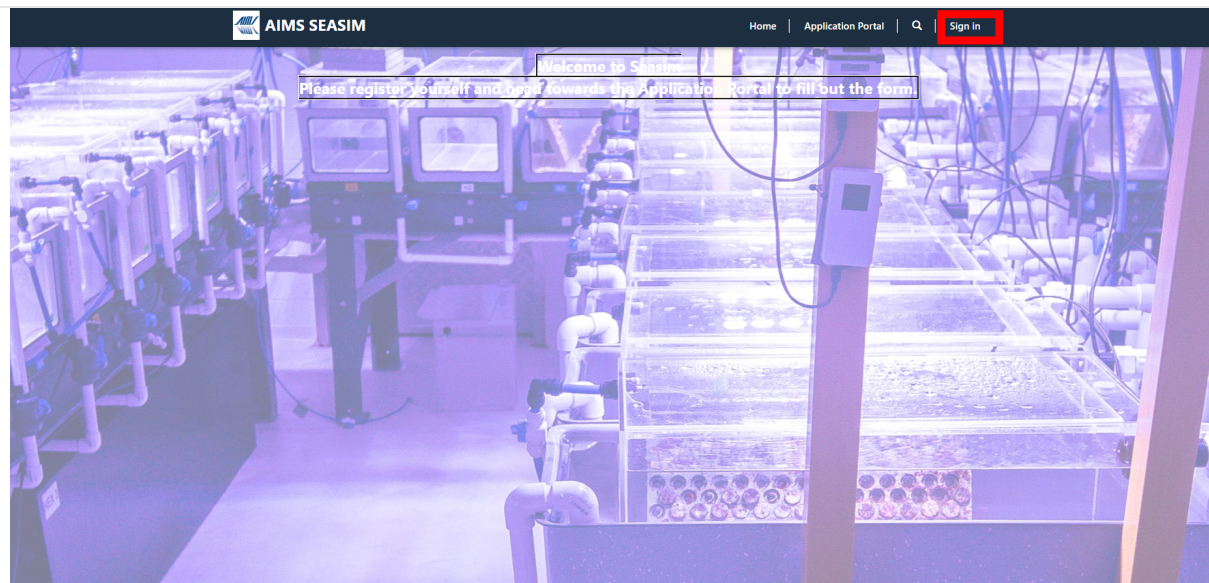 AIMS SEASIM
Home
Application Portal
Sign in
Welcome to Seasim
Please register yourself and head towards the Application Portal to fill out the form.